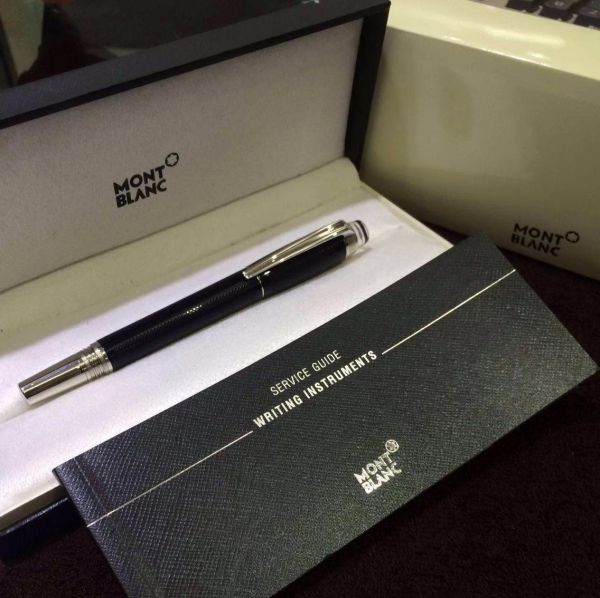 MONT
BLANC
MONT
BLANC
SERVICE GUIDE
WRITING INSTRUMENTS
MONT
BLANC